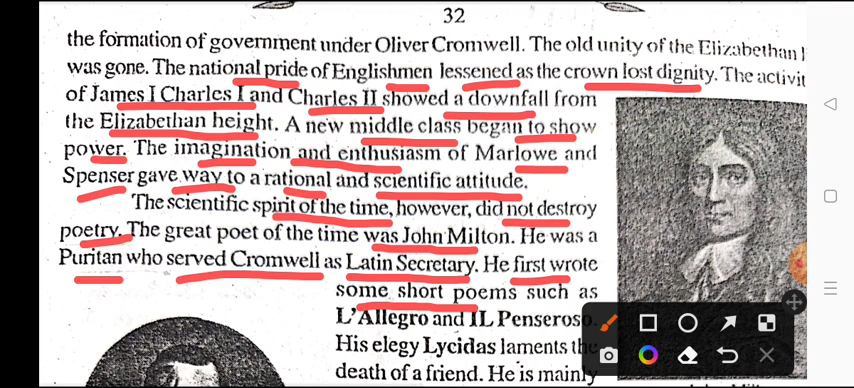 32
the formation of government under Oliver Cromwell. The old unity of the Elizabethan
was gone. The national pride of Englishmen lessened as the crown lost dignity. The activit
of James I Charles I and Charles II showed a downfall from
the Elizabethan height. A new middle class began to show
power. The imagination and enthusiasm of Marlowe and
Spenser gave way to a rational and scientific attitude.
The scientific spirit of the time, however, did not destroy
poetry. The great poet of the time was John Milton. He was a
Puritan who served Cromwell as Latin Secretary. He first wrote
some short poems such as
L'Allegro and IL Penseroso.
His elegy Lycidas laments the
death of a friend. He is mainly